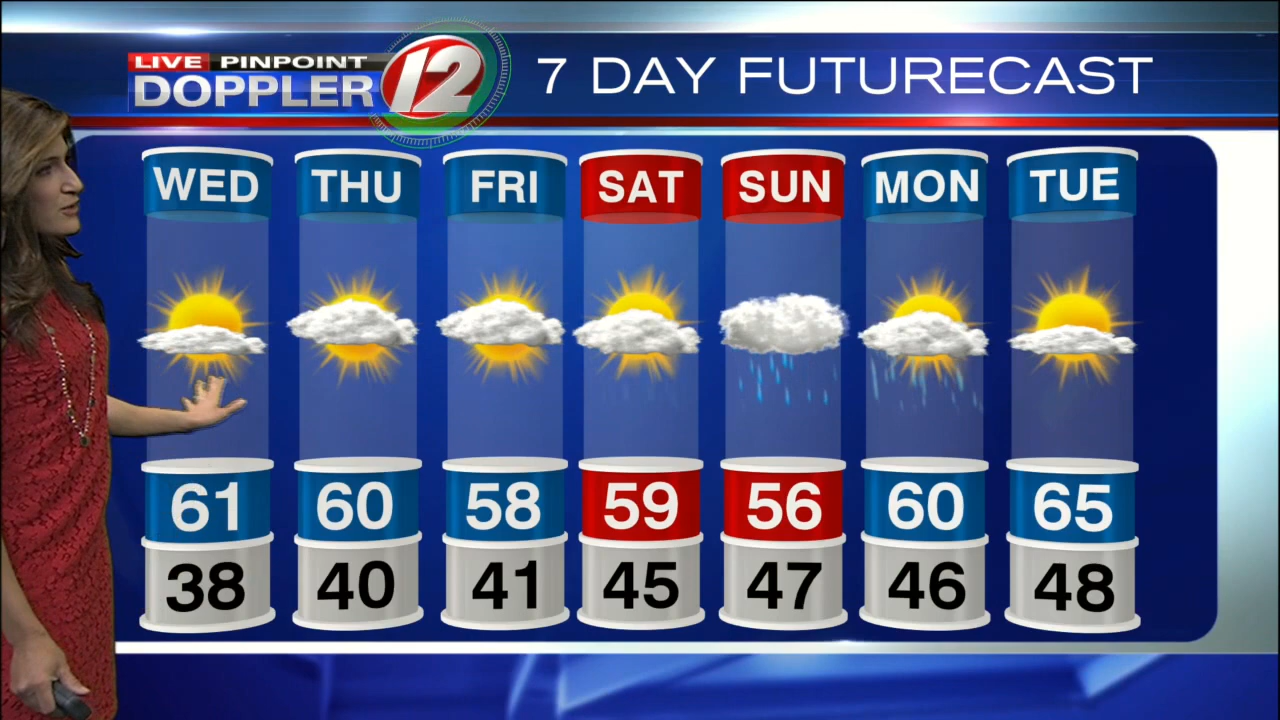 LIVE PINPOINT
DOPPLER 12
7 DAY FUTURECAST
WED THU FRI SAT SUN MON TUE
61 60 58 59 56 60 65
38 40 41 45 47 46 48